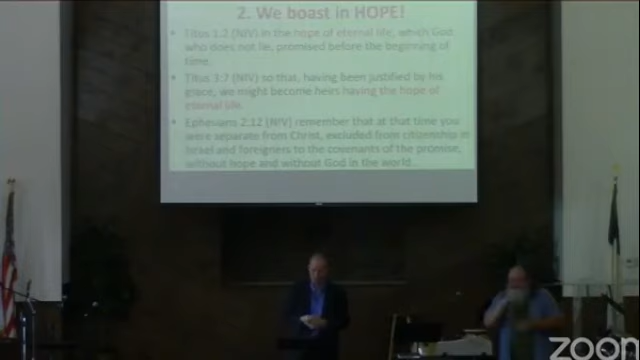 2. We boast in HOPE!
• Titus 1:2 (NIV) in the hope of eternal life, which God
who does not lie, promised before the beginning of
time.
• Titus 3:7 (NIV) so that, having been justified by his
grace, we might become heirs having the hope of
eternal life.
• Ephesians 2:12 (NIV) remember that at that time you
were separate from Christ, excluded from citizenship in
Israel and foreigners to the covenants of the promise,
without hope and without God in the world.
zoom